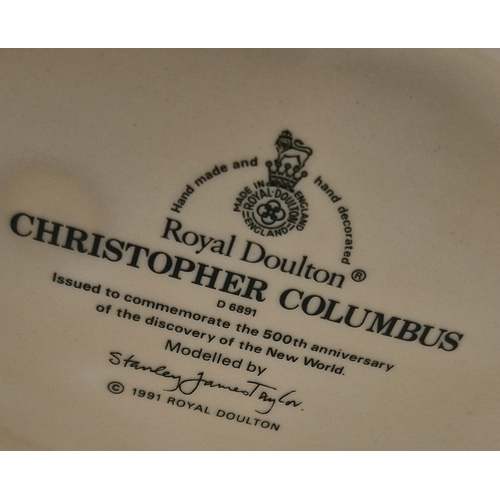 Hand made and hand decorated
MADE IN ENGLAND
ROYAL·DOULTON
ENGLAND
Royal Doulton®
CHRISTOPHER COLUMBUS
D 6891
Issued to commemorate the 500th anniversary
of the discovery of the New World.
Modelled by
Stanley James Taylor.
© 1991 ROYAL DOULTON